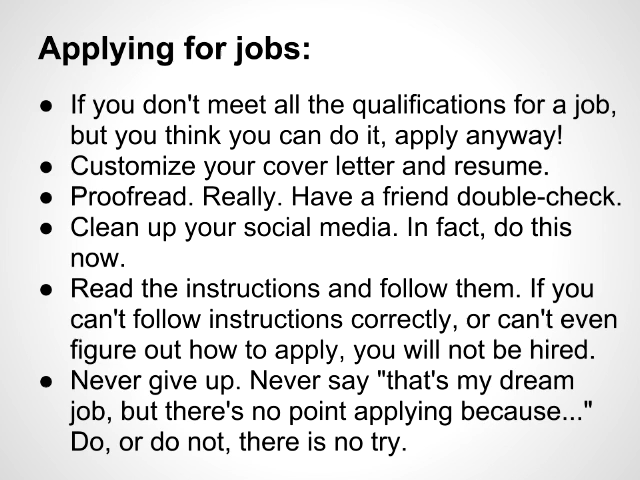 Applying for jobs:
● If you don't meet all the qualifications for a job,
but you think you can do it, apply anyway!
● Customize your cover letter and resume.
● Proofread. Really. Have a friend double-check.
● Clean up your social media. In fact, do this
now.
● Read the instructions and follow them. If you
can't follow instructions correctly, or can't even
figure out how to apply, you will not be hired.
● Never give up. Never say "that's my dream
job, but there's no point applying because..."
Do, or do not, there is no try.